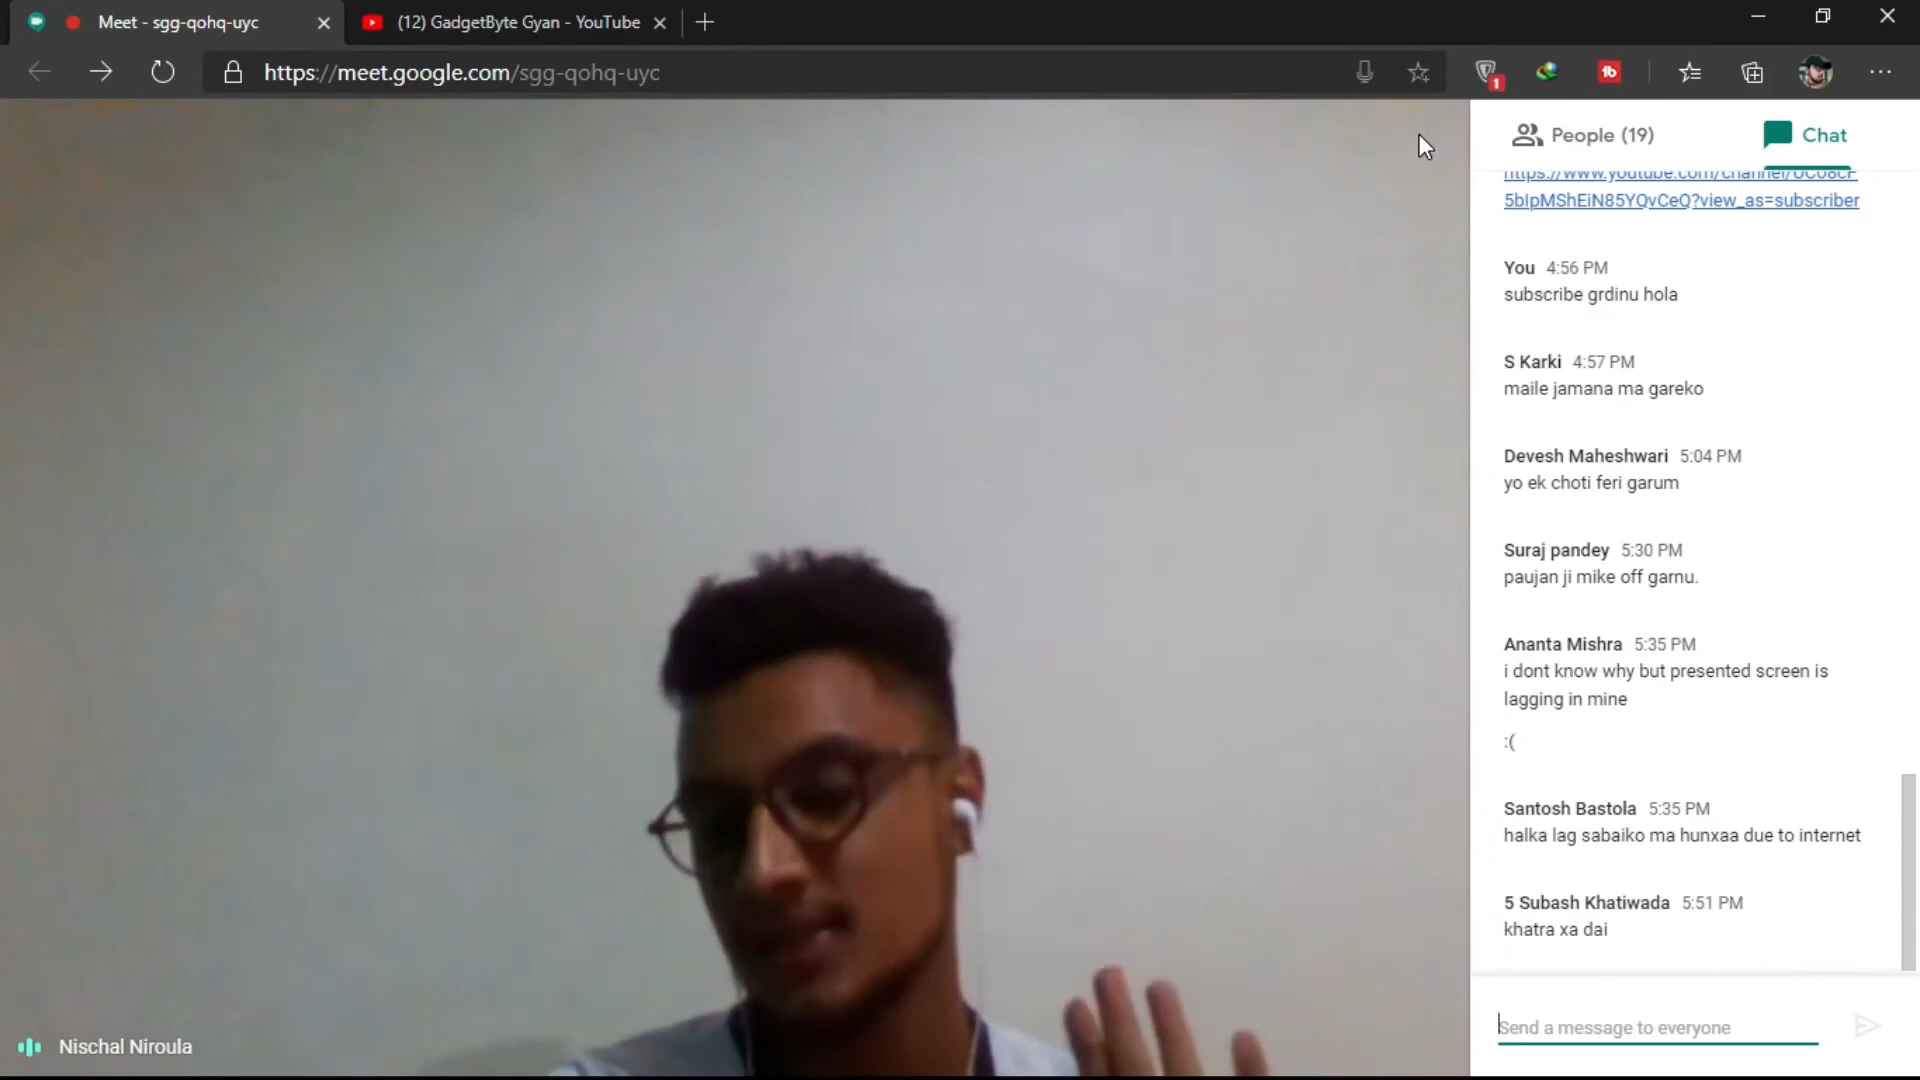 Meet - sgg-qohq-uyc
(12) GadgetByte Gyan - YouTube
https://meet.google.com/sgg-qohq-uyc
1
People (19)
Chat
5bIpMShEiN85YQvCeQ?view_as=subscriber
You 4:56 PM
subscribe grdinu hola
S Karki 4:57 PM
maile jamana ma gareko
Devesh Maheshwari 5:04 PM
yo ek choti feri garum
Suraj pandey 5:30 PM
paujan ji mike off garnu.
Ananta Mishra 5:35 PM
i dont know why but presented screen is
lagging in mine
:(
Santosh Bastola 5:35 PM
halka lag sabaiko ma hunxaa due to internet
5 Subash Khatiwada 5:51 PM
khatra xa dai
Send a message to everyone
Nischal Niroula